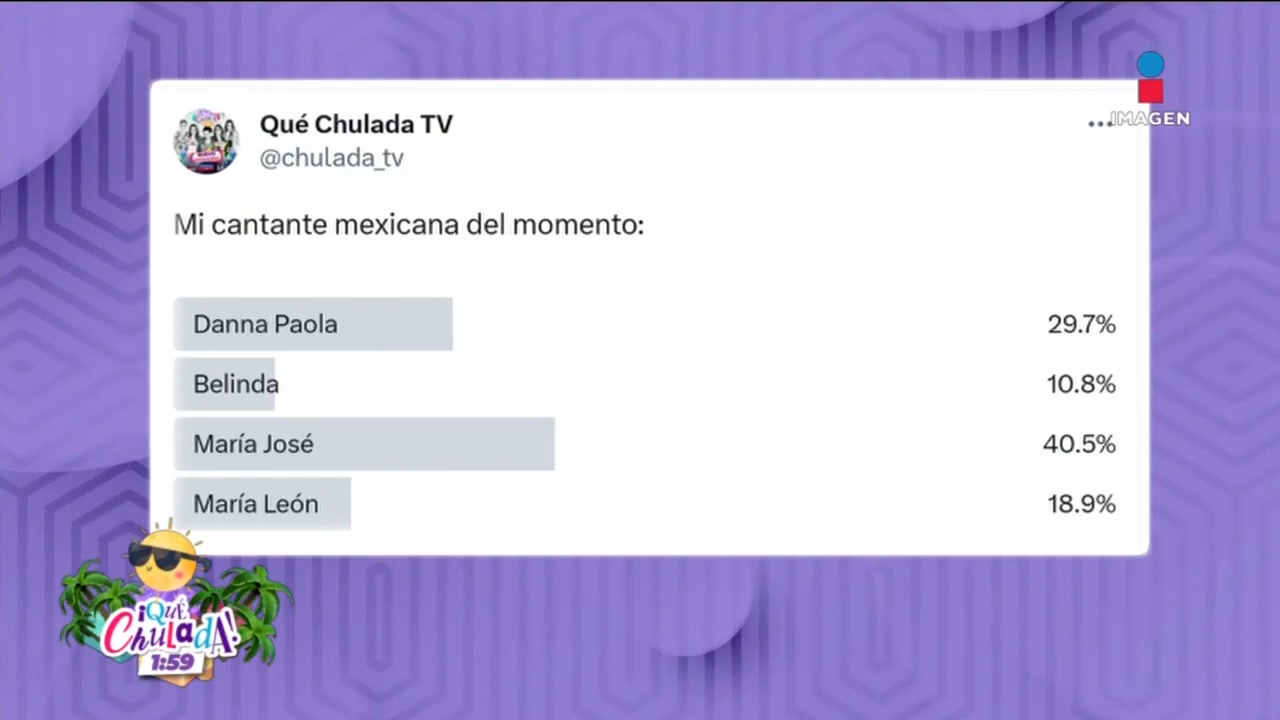 IMAGEN
Qué Chulada TV
@chulada_tv
Mi cantante mexicana del momento:
Danna Paola 29.7%
Belinda 10.8%
María José 40.5%
María León 18.9%
¡QUÉ
ChuladA!
1:59